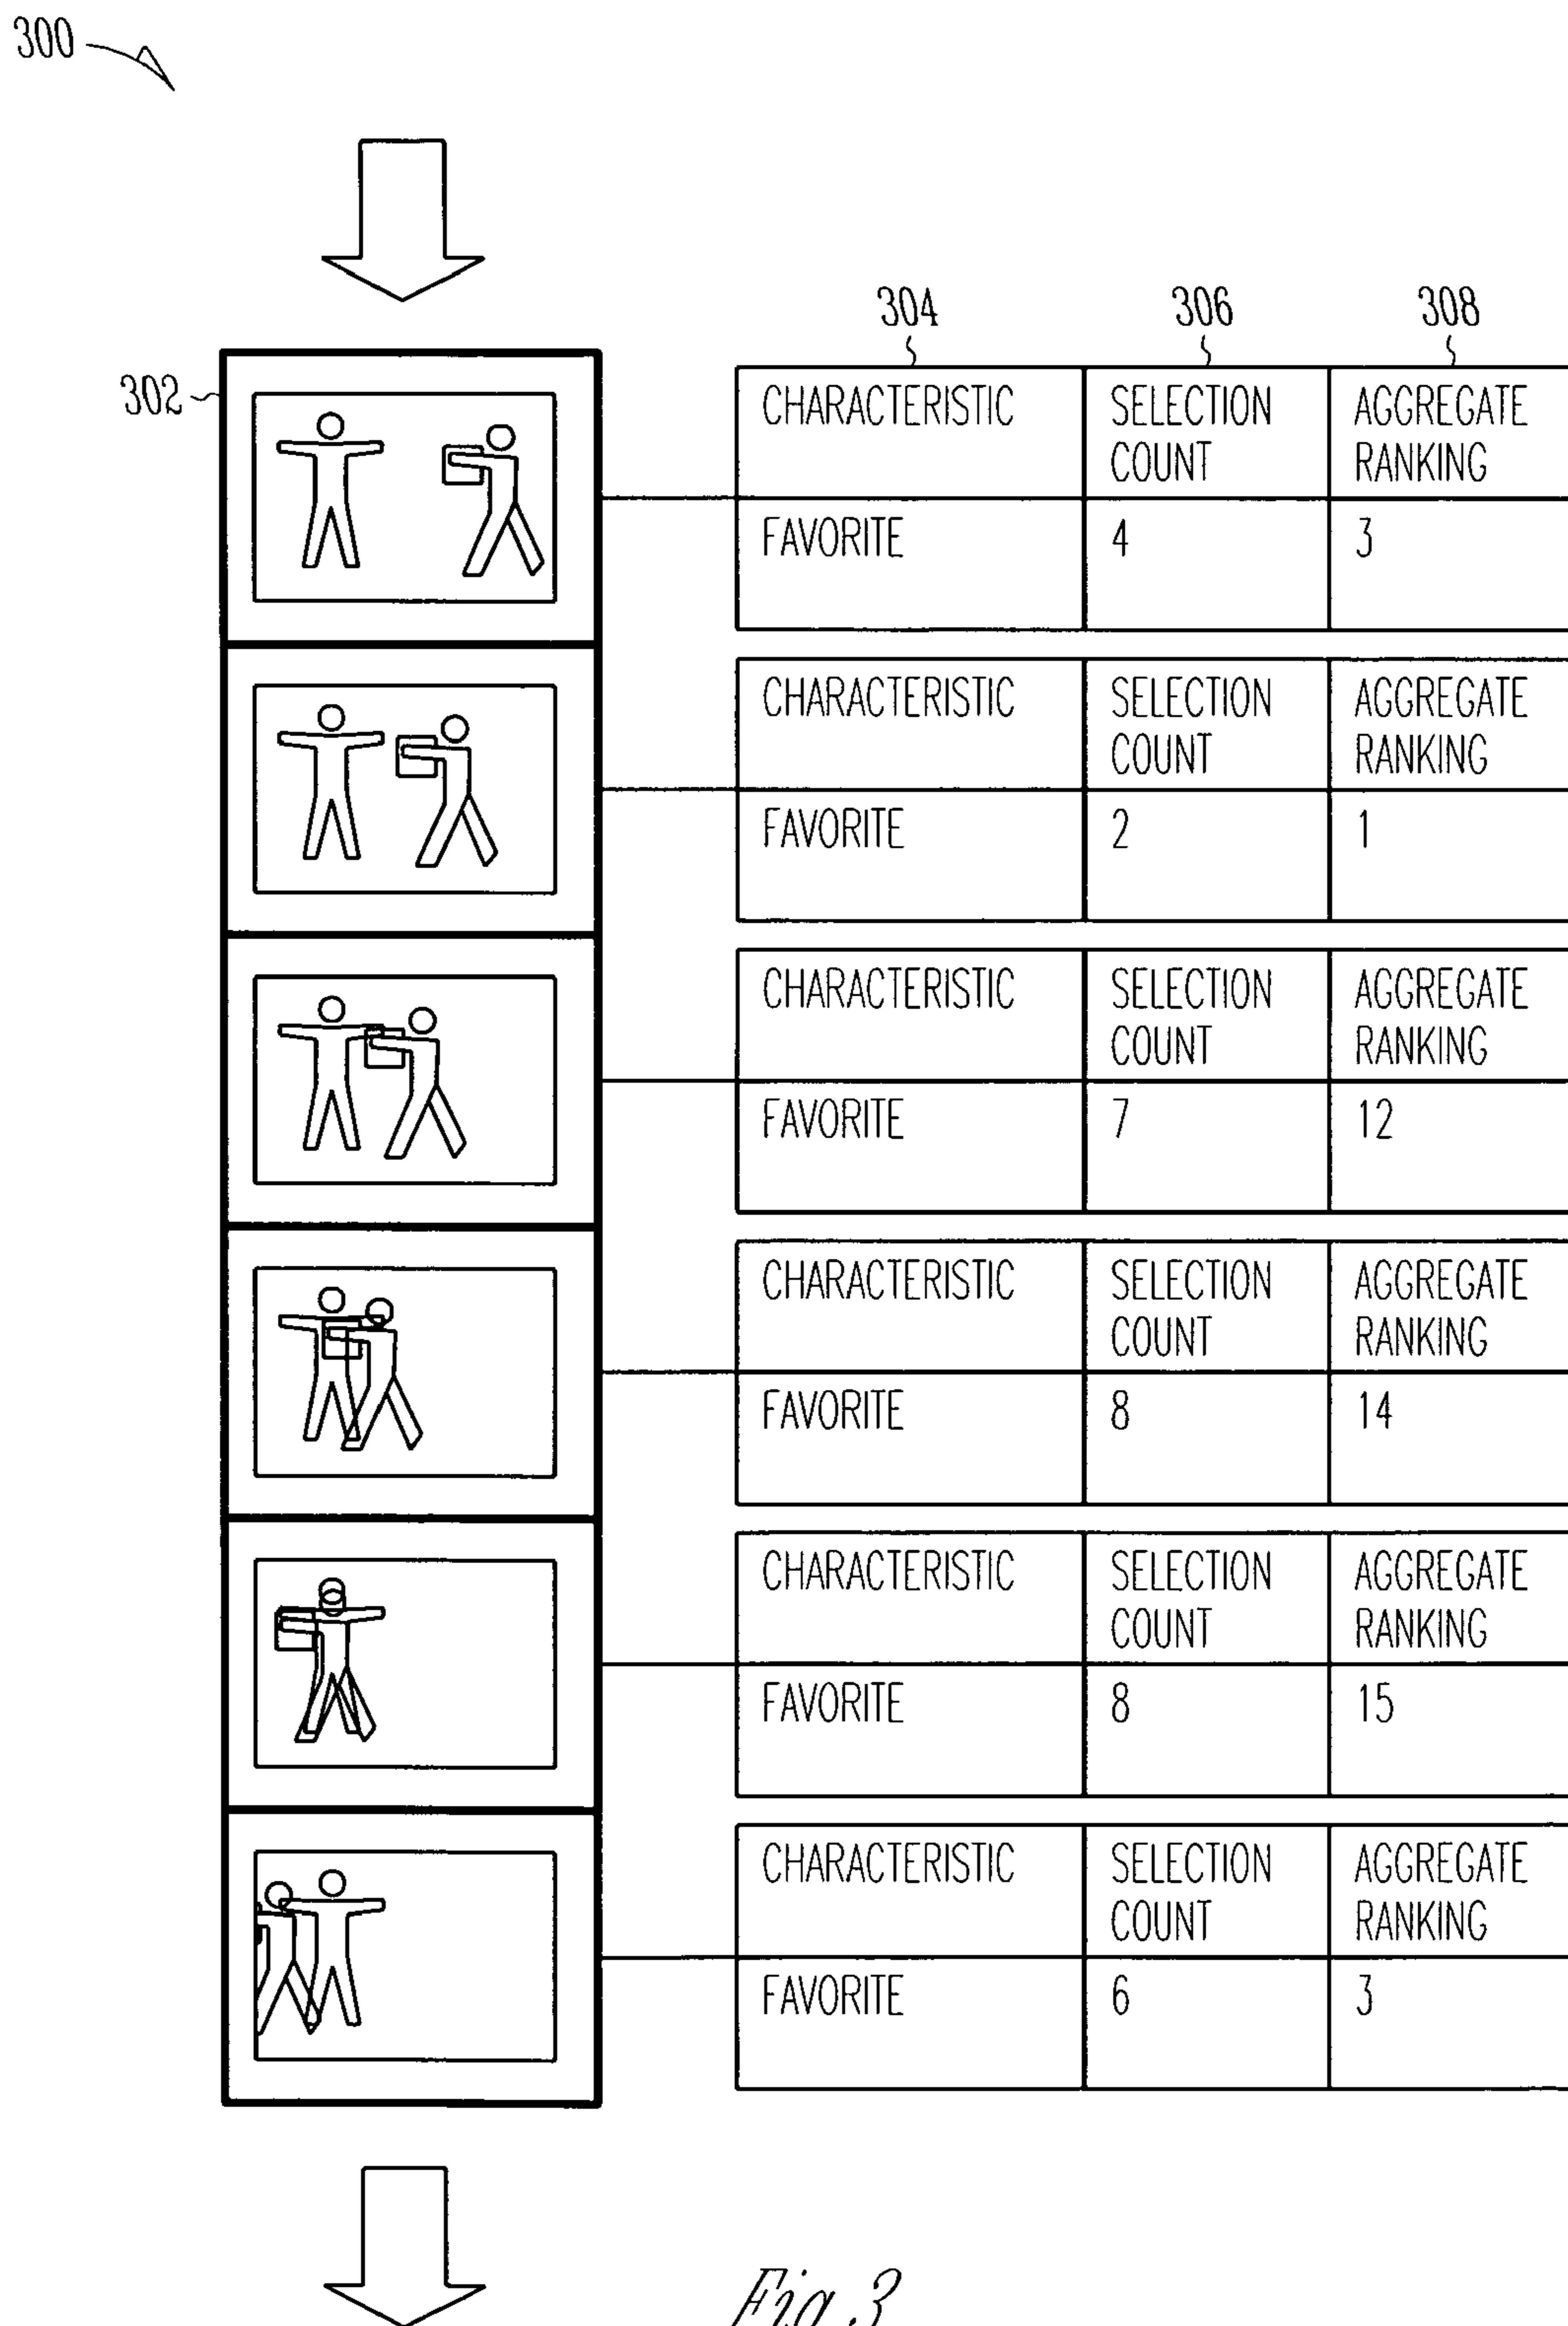 300
304 306 308
302
CHARACTERISTIC SELECTION COUNT AGGREGATE RANKING
FAVORITE 4 3
CHARACTERISTIC SELECTION COUNT AGGREGATE RANKING
FAVORITE 2 1
CHARACTERISTIC SELECTION COUNT AGGREGATE RANKING
FAVORITE 7 12
CHARACTERISTIC SELECTION COUNT AGGREGATE RANKING
FAVORITE 8 14
CHARACTERISTIC SELECTION COUNT AGGREGATE RANKING
FAVORITE 8 15
CHARACTERISTIC SELECTION COUNT AGGREGATE RANKING
FAVORITE 6 3
Fig. 3